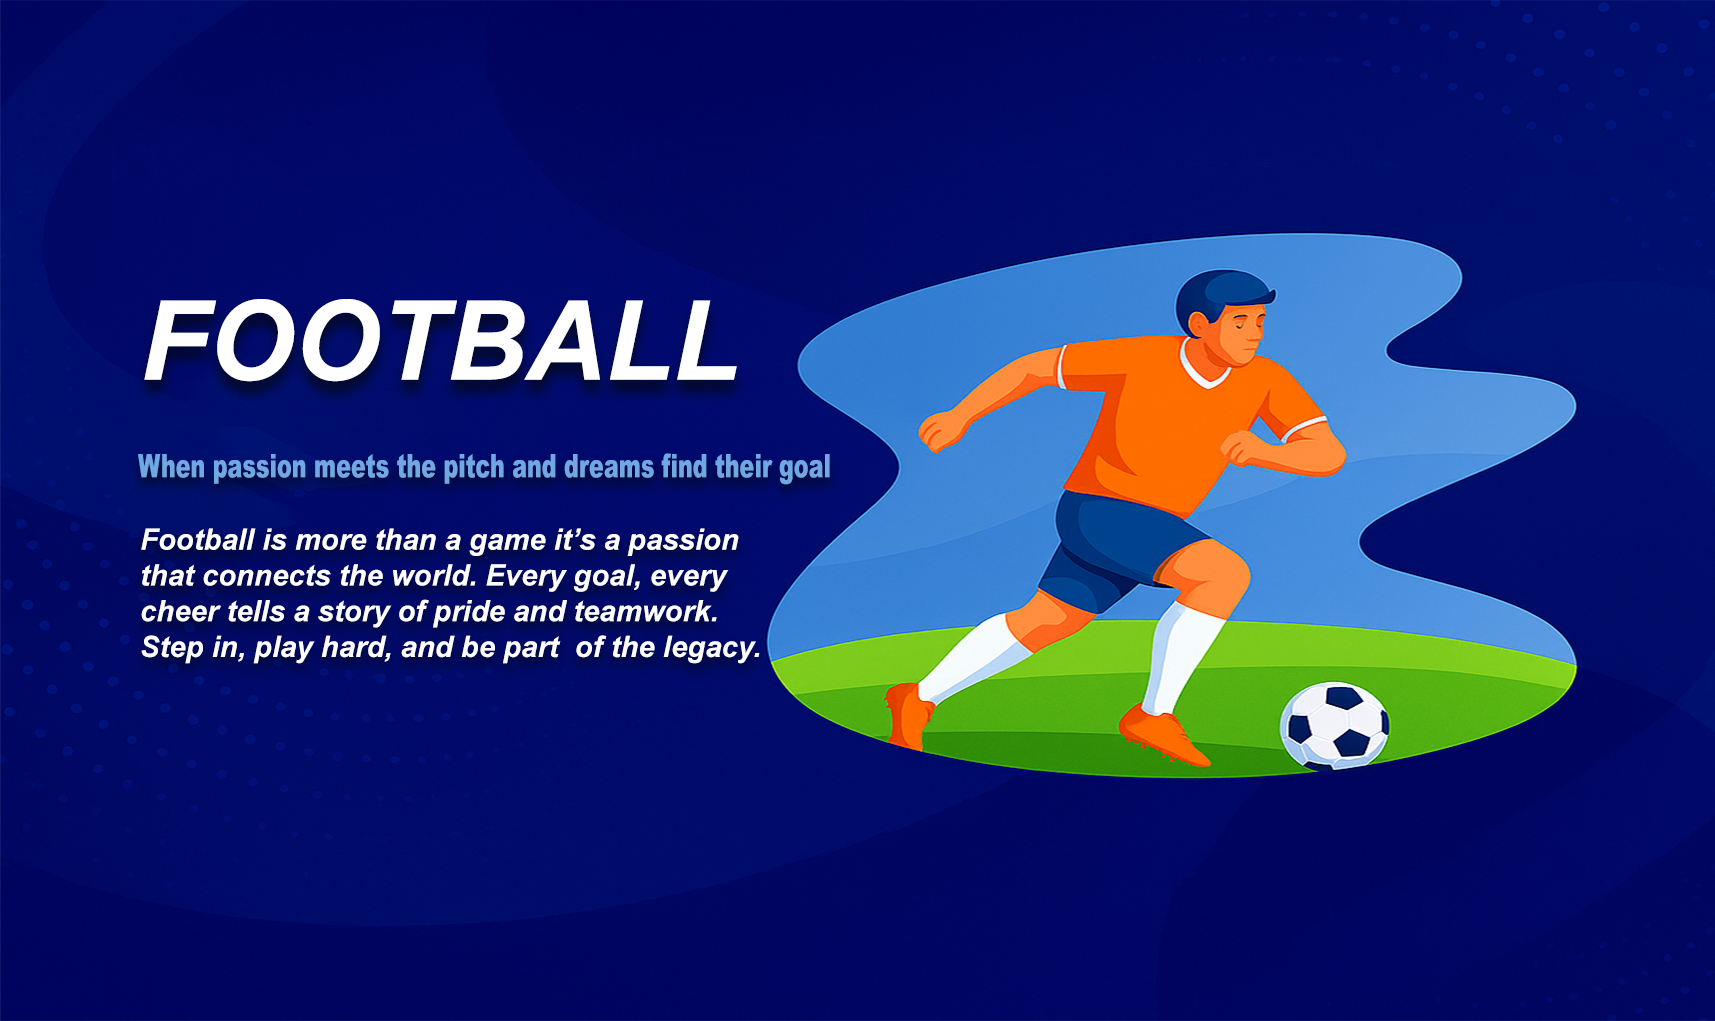 FOOTBALL
When passion meets the pitch and dreams find their goal
Football is more than a game it’s a passion
that connects the world. Every goal, every
cheer tells a story of pride and teamwork.
Step in, play hard, and be part  of the legacy.